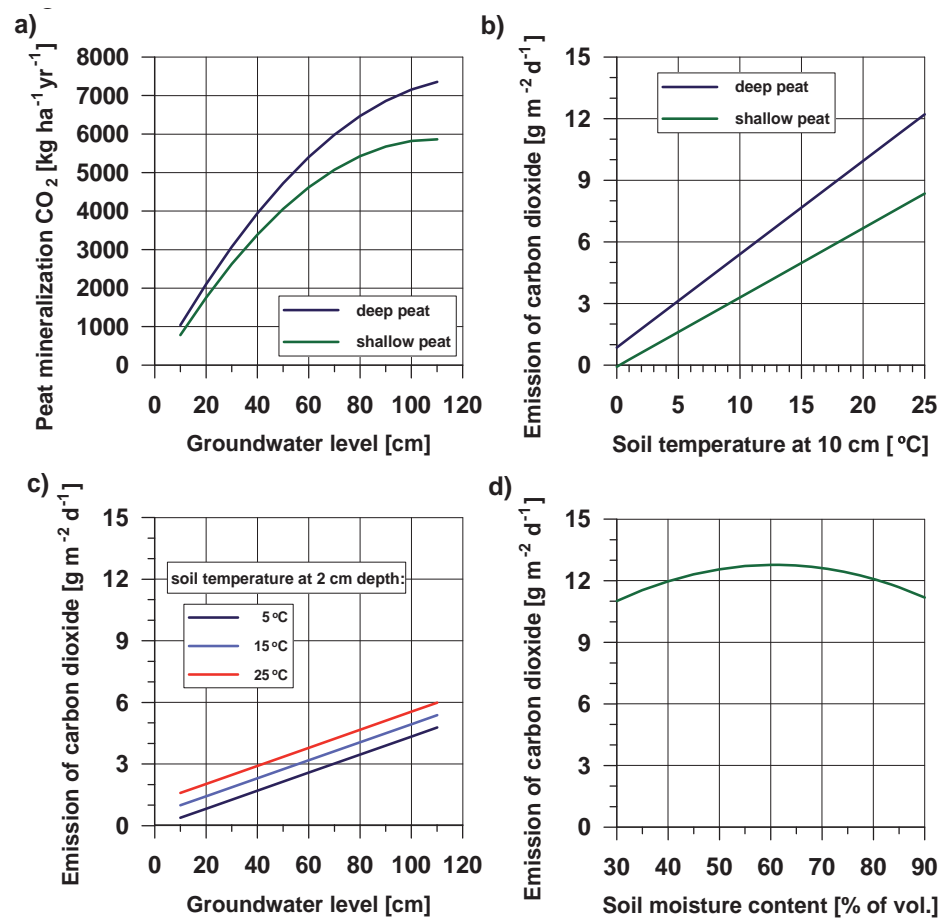 a)
Peat mineralization CO2 [kg ha-1yr-1]
8000
7000
6000
5000
4000
3000
2000
1000
0
deep peat
shallow peat
0 20 40 60 80 100 120
Groundwater level [cm]
b)
Emission of carbon dioxide [g m-2 d-1]
15
12
9
6
3
0
deep peat
shallow peat
0 5 10 15 20 25
Soil temperature at 10 cm [ ºC]
c)
Emission of carbon dioxide [g m-2 d-1]
15
12
9
6
3
0
soil temperature at 2 cm depth:
5 ºC
15 ºC
25 ºC
0 20 40 60 80 100 120
Groundwater level [cm]
d)
Emission of carbon dioxide [g m-2 d-1]
15
12
9
6
3
0
30 40 50 60 70 80 90
Soil moisture content [% of vol.]